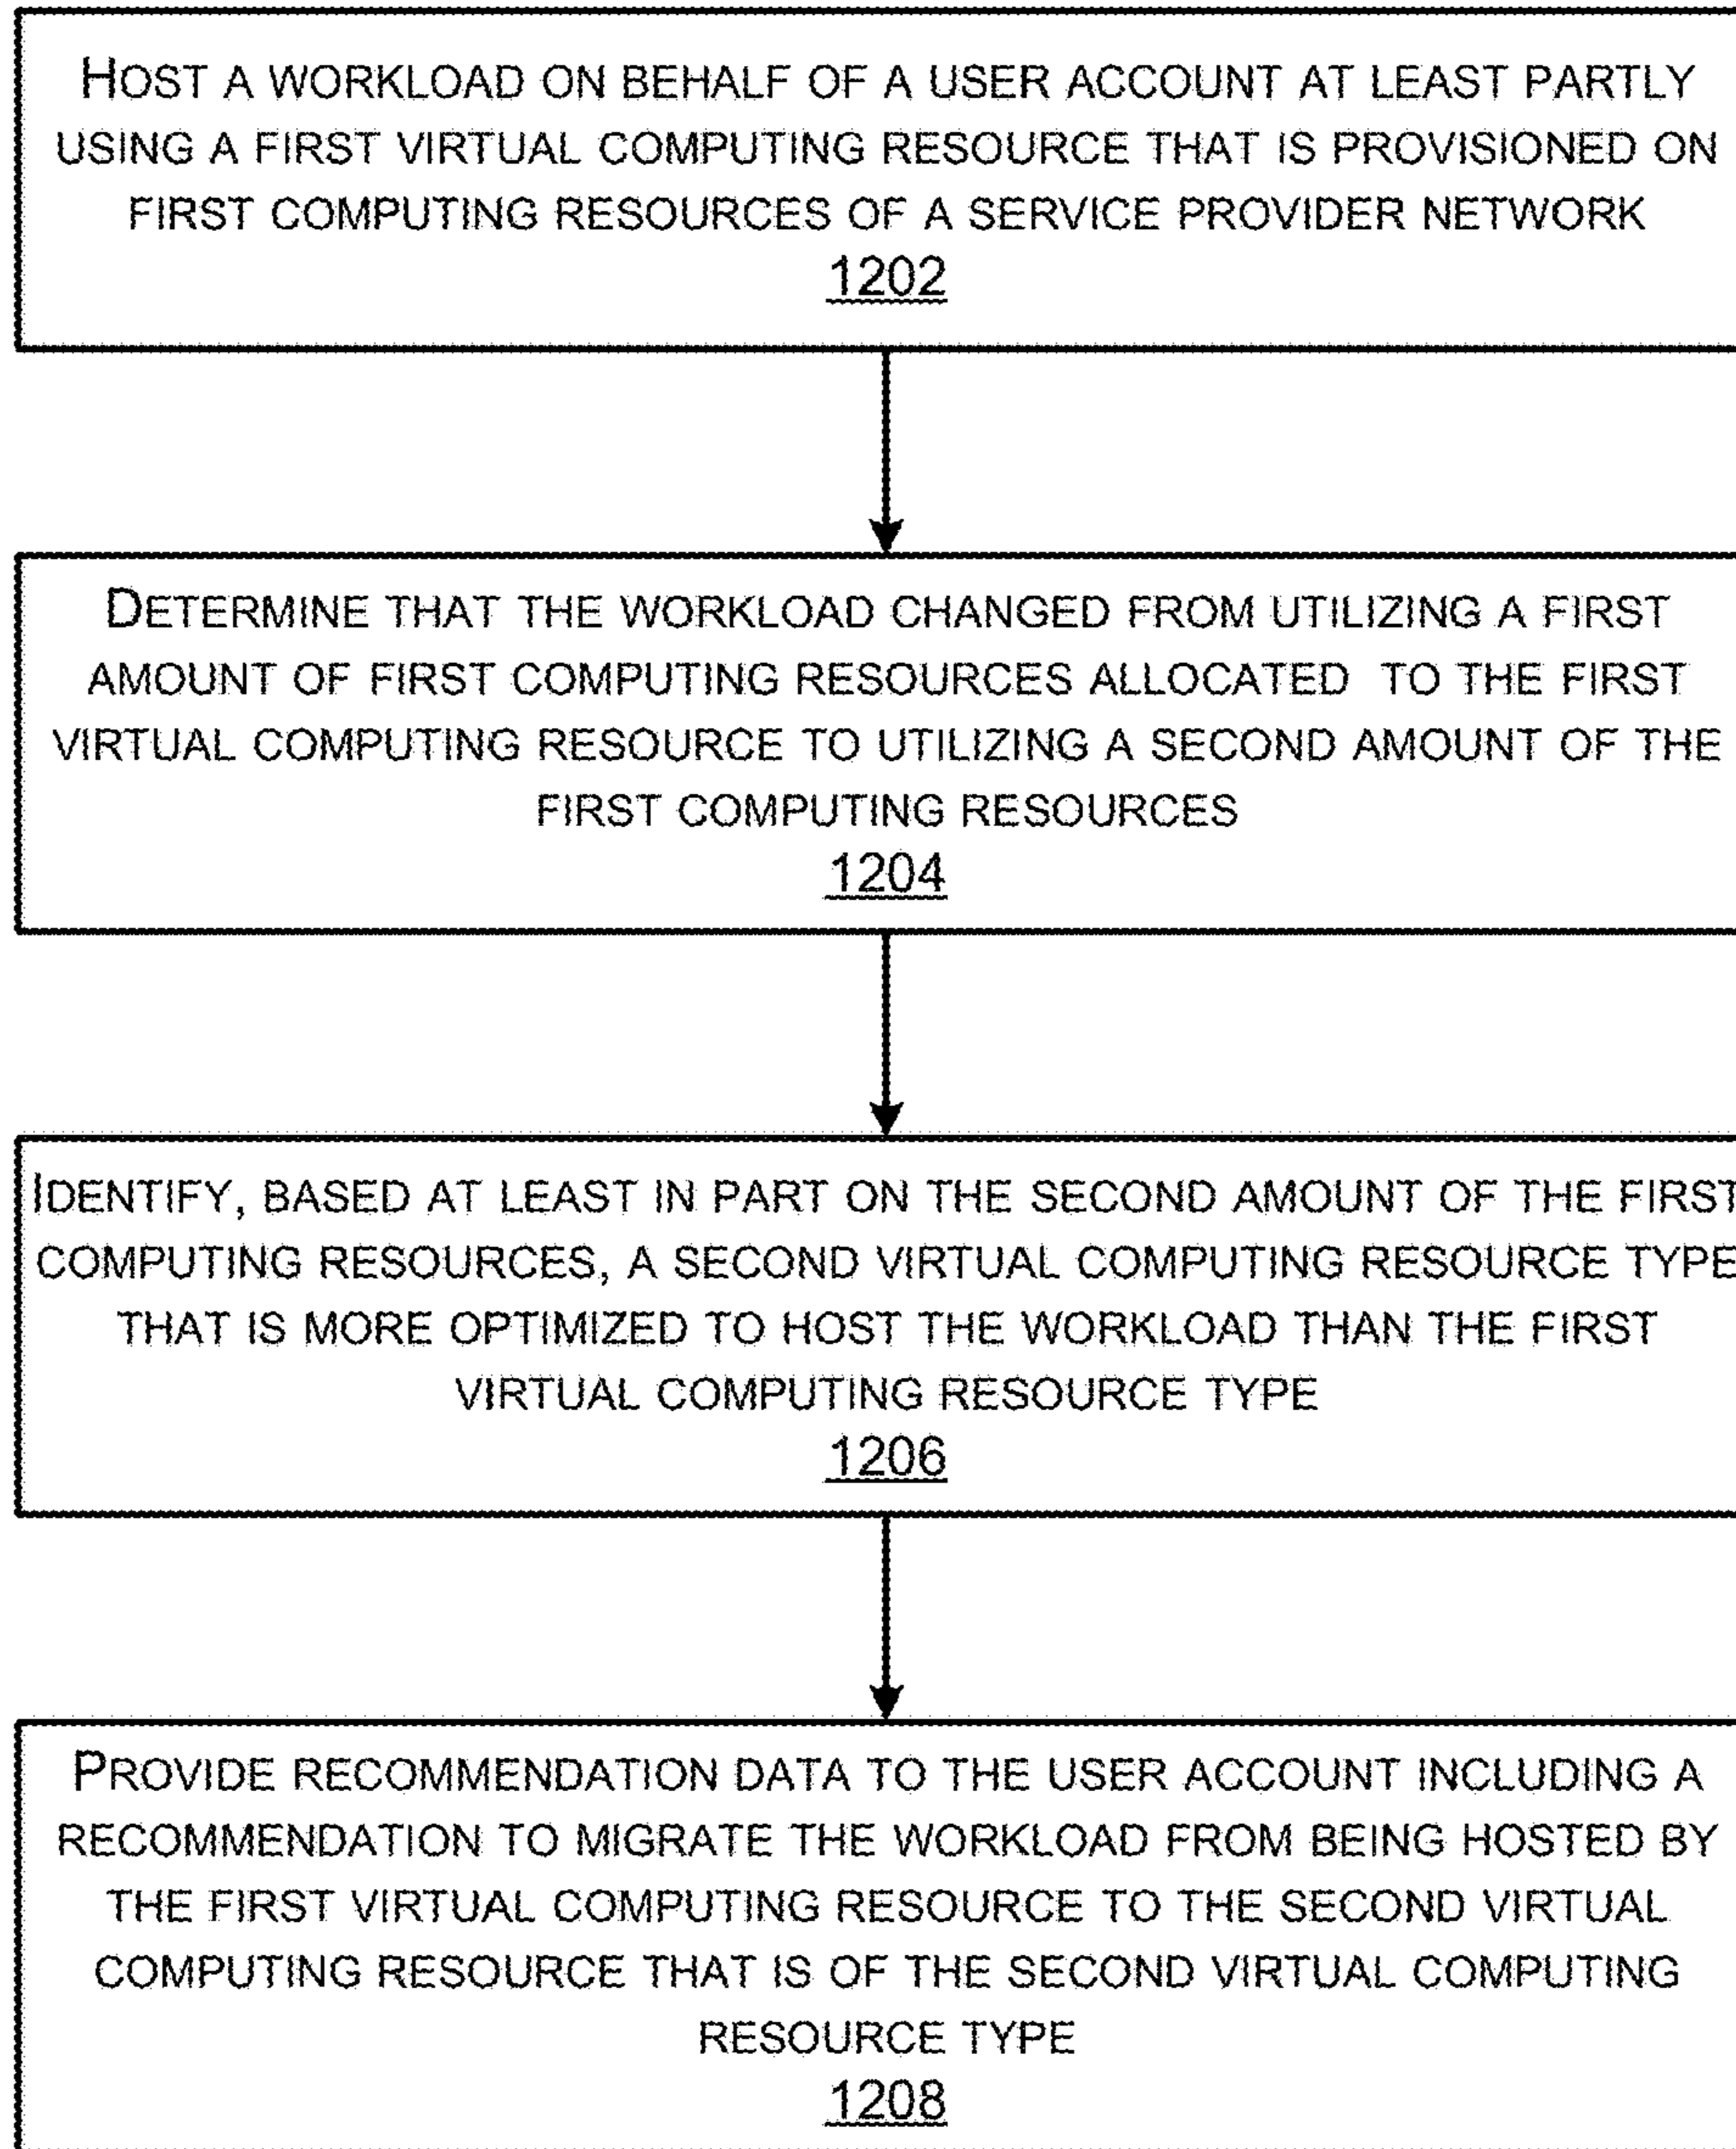 HOST A WORKLOAD ON BEHALF OF A USER ACCOUNT AT LEAST PARTLY
USING A FIRST VIRTUAL COMPUTING RESOURCE THAT IS PROVISIONED ON
FIRST COMPUTING RESOURCES OF A SERVICE PROVIDER NETWORK
1202
DETERMINE THAT THE WORKLOAD CHANGED FROM UTILIZING A FIRST
AMOUNT OF FIRST COMPUTING RESOURCES ALLOCATED TO THE FIRST
VIRTUAL COMPUTING RESOURCE TO UTILIZING A SECOND AMOUNT OF THE
FIRST COMPUTING RESOURCES
1204
IDENTIFY, BASED AT LEAST IN PART ON THE SECOND AMOUNT OF THE FIRST
COMPUTING RESOURCES, A SECOND VIRTUAL COMPUTING RESOURCE TYPE
THAT IS MORE OPTIMIZED TO HOST THE WORKLOAD THAN THE FIRST
VIRTUAL COMPUTING RESOURCE TYPE
1206
PROVIDE RECOMMENDATION DATA TO THE USER ACCOUNT INCLUDING A
RECOMMENDATION TO MIGRATE THE WORKLOAD FROM BEING HOSTED BY
THE FIRST VIRTUAL COMPUTING RESOURCE TO THE SECOND VIRTUAL
COMPUTING RESOURCE THAT IS OF THE SECOND VIRTUAL COMPUTING
RESOURCE TYPE
1208